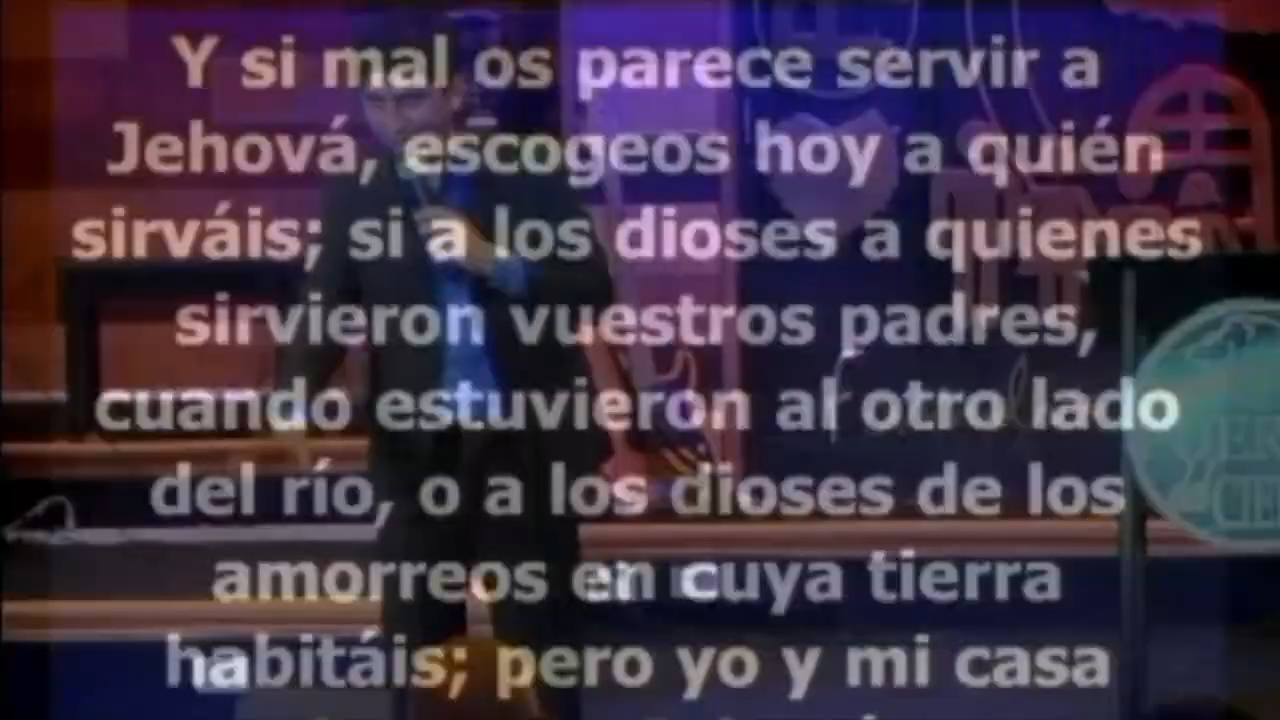 Y si mal os parece servir a
Jehová, escogeos hoy a quién
sirváis; si a los dioses a quienes
sirvieron vuestros padres,
cuando estuvieron al otro lado
del río, o a los dioses de los
amorreos en cuya tierra
habitáis; pero yo y mi casa